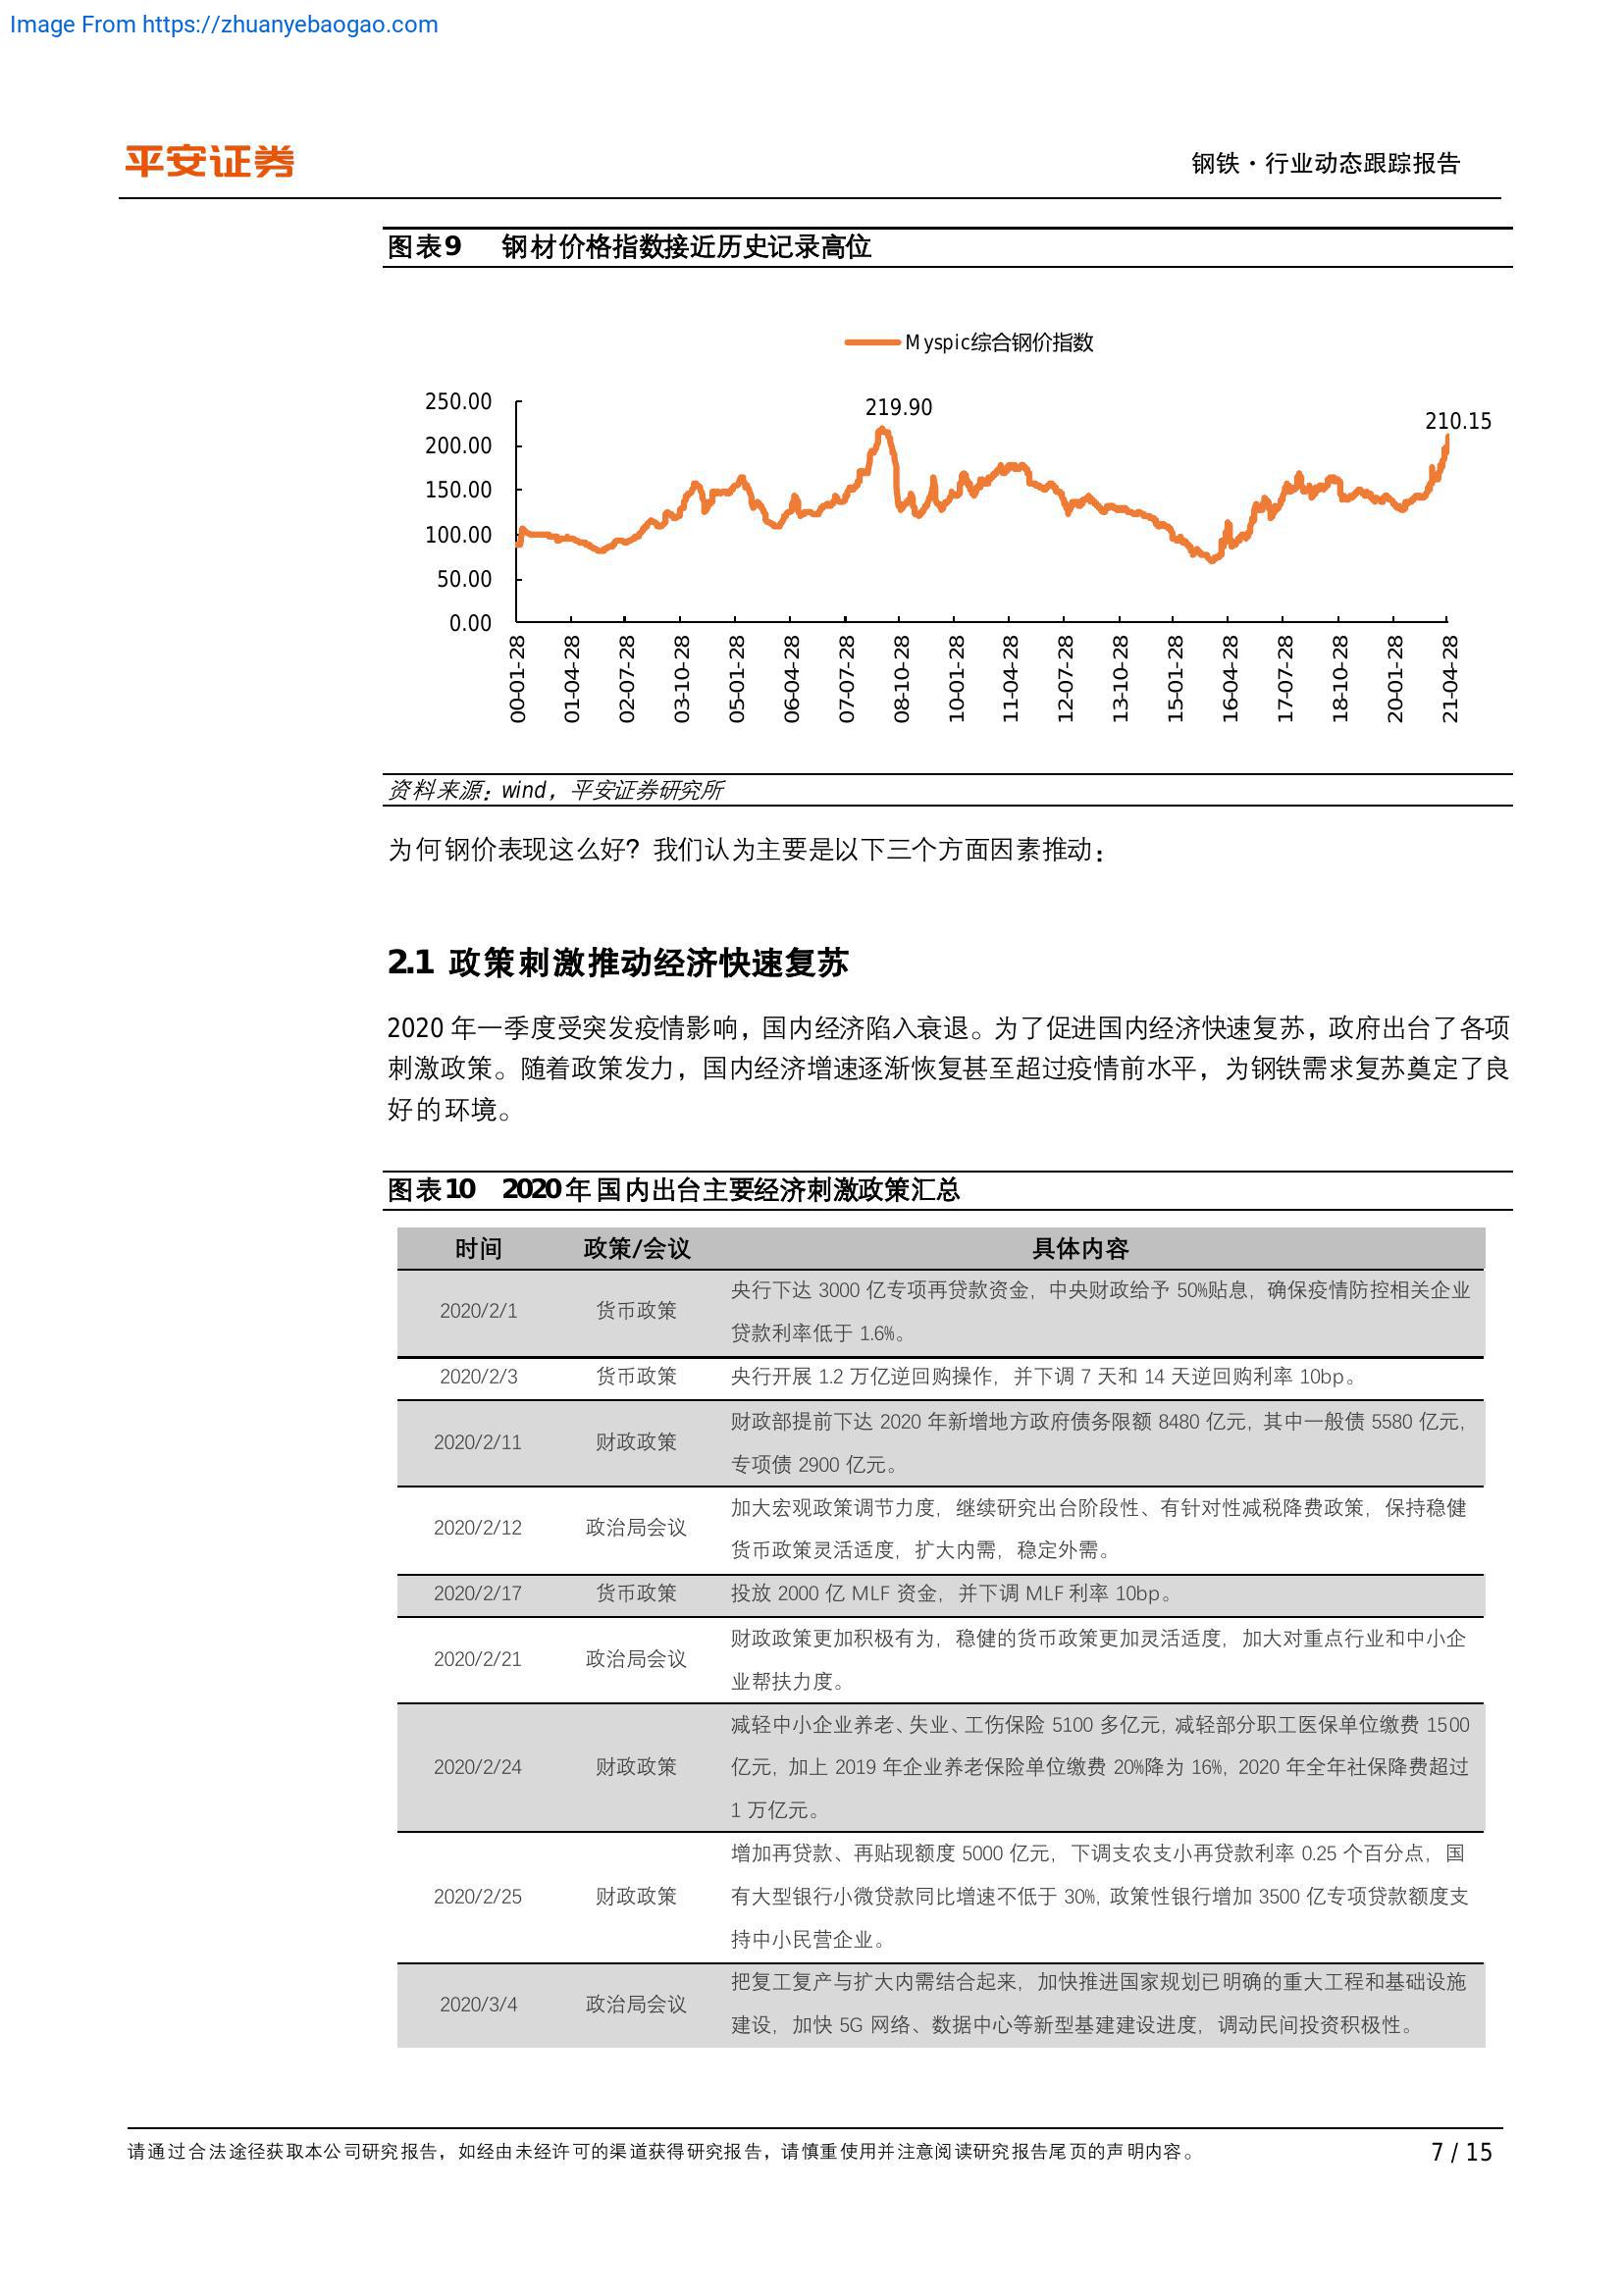 Image From https://zhuanyebaogao.com
平安证券
钢铁·行业动态跟踪报告
图表9 钢材价格指数接近历史记录高位
Myspic综合钢价指数
250.00
200.00
150.00
100.00
50.00
0.00
219.90
210.15
00-01-28
01-04-28
02-07-28
03-10-28
05-01-28
06-04-28
07-07-28
08-10-28
10-01-28
11-04-28
12-07-28
13-10-28
15-01-28
16-04-28
17-07-28
18-10-28
20-01-28
21-04-28
资料来源：wind，平安证券研究所
为何钢价表现这么好？我们认为主要是以下三个方面因素推动：
2.1 政策刺激推动经济快速复苏
2020 年一季度受突发疫情影响，国内经济陷入衰退。为了促进国内经济快速复苏，政府出台了各项
刺激政策。随着政策发力，国内经济增速逐渐恢复甚至超过疫情前水平，为钢铁需求复苏奠定了良
好的环境。
图表10 2020年国内出台主要经济刺激政策汇总
时间 政策/会议 具体内容
2020/2/1 货币政策 央行下达 3000 亿专项再贷款资金，中央财政给予 50%贴息，确保疫情防控相关企业
贷款利率低于 1.6%。
2020/2/3 货币政策 央行开展 1.2 万亿逆回购操作，并下调 7 天和 14 天逆回购利率 10bp。
2020/2/11 财政政策 财政部提前下达 2020 年新增地方政府债务限额 8480 亿元，其中一般债 5580 亿元，
专项债 2900 亿元。
2020/2/12 政治局会议 加大宏观政策调节力度，继续研究出台阶段性、有针对性减税降费政策，保持稳健
货币政策灵活适度，扩大内需，稳定外需。
2020/2/17 货币政策 投放 2000 亿 MLF 资金，并下调 MLF 利率 10bp。
2020/2/21 政治局会议 财政政策更加积极有为，稳健的货币政策更加灵活适度，加大对重点行业和中小企
业帮扶力度。
2020/2/24 财政政策 减轻中小企业养老、失业、工伤保险 5100 多亿元，减轻部分职工医保单位缴费 1500
亿元，加上 2019 年企业养老保险单位缴费 20%降为 16%，2020 年全年社保降费超过
1 万亿元。
2020/2/25 财政政策 增加再贷款、再贴现额度 5000 亿元，下调支农支小再贷款利率 0.25 个百分点，国
有大型银行小微贷款同比增速不低于 30%，政策性银行增加 3500 亿专项贷款额度支
持中小民营企业。
2020/3/4 政治局会议 把复工复产与扩大内需结合起来，加快推进国家规划已明确的重大工程和基础设施
建设，加快 5G 网络、数据中心等新型基建建设进度，调动民间投资积极性。
请通过合法途径获取本公司研究报告，如经由未经许可的渠道获得研究报告，请慎重使用并注意阅读研究报告尾页的声明内容。
7 / 15